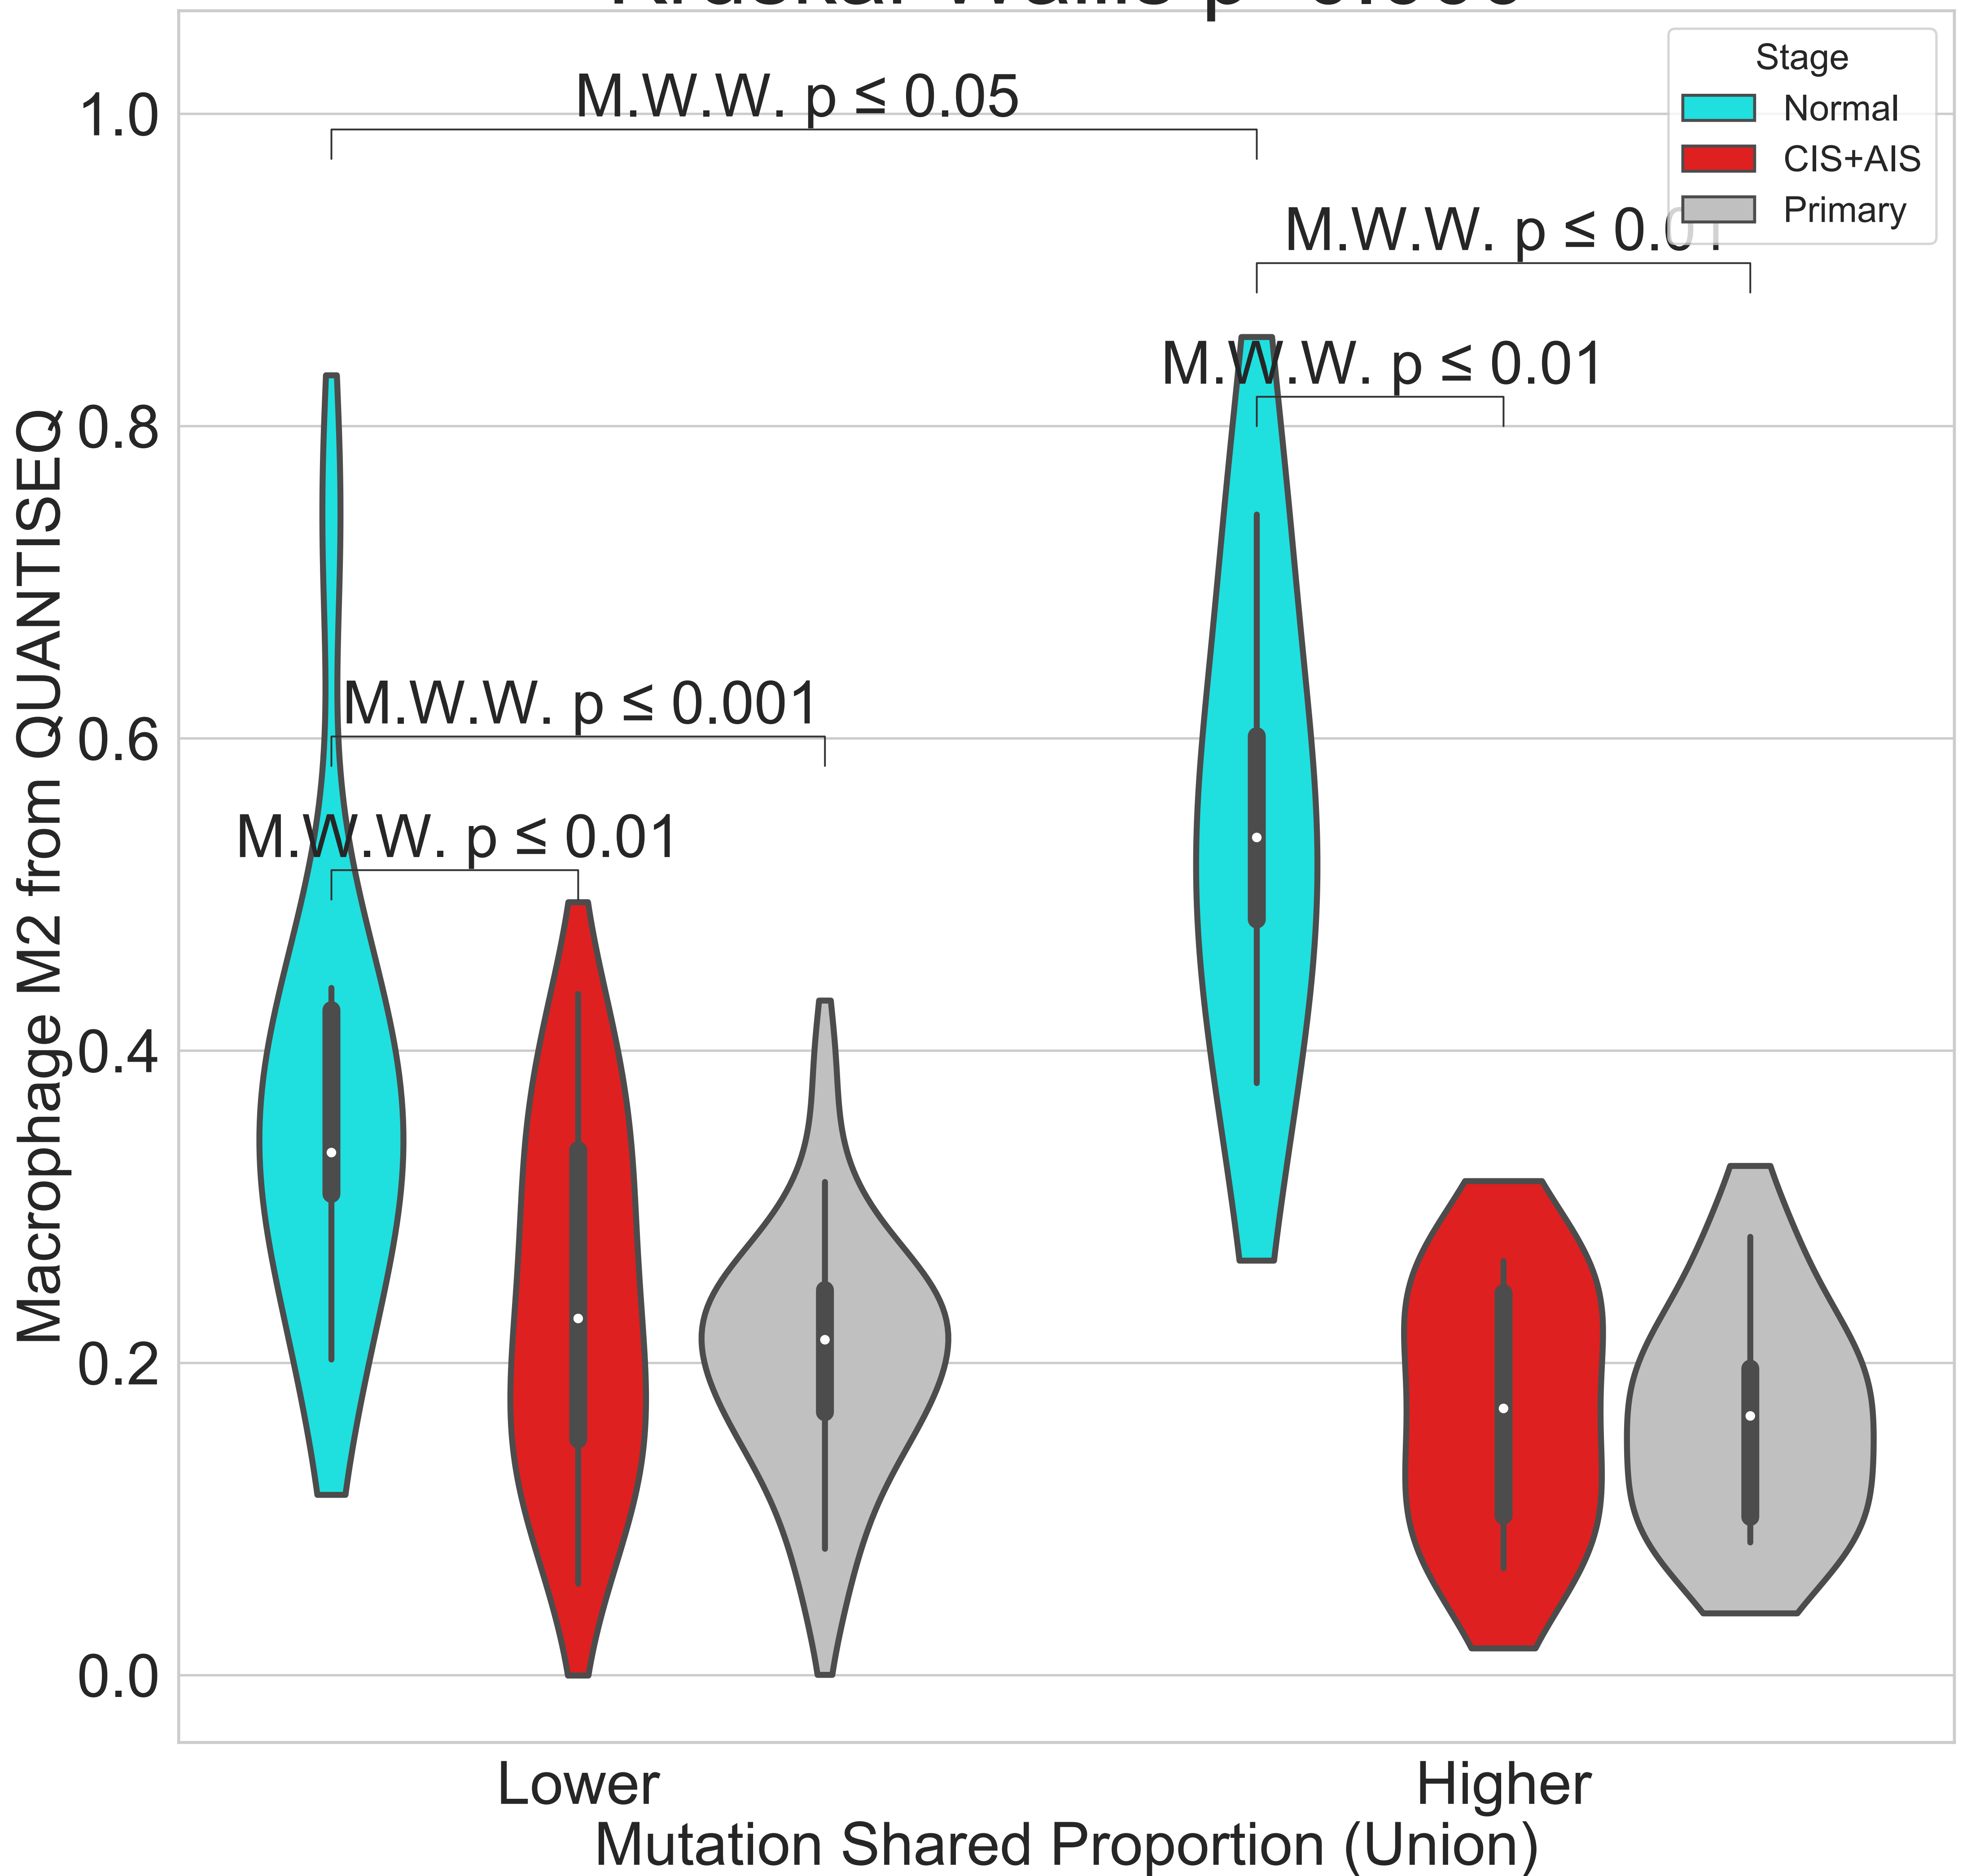 1.0
0.8
0.6
0.4
0.2
0.0
Macrophage M2 from QUANTISEQ
M.W.W. p ≤ 0.05
Stage
Normal
CIS+AIS
Primary
M.W.W. p ≤ 0.01
M.W.W. p ≤ 0.01
M.W.W. p ≤ 0.001
M.W.W. p ≤ 0.01
Lower
Higher
Mutation Shared Proportion (Union)